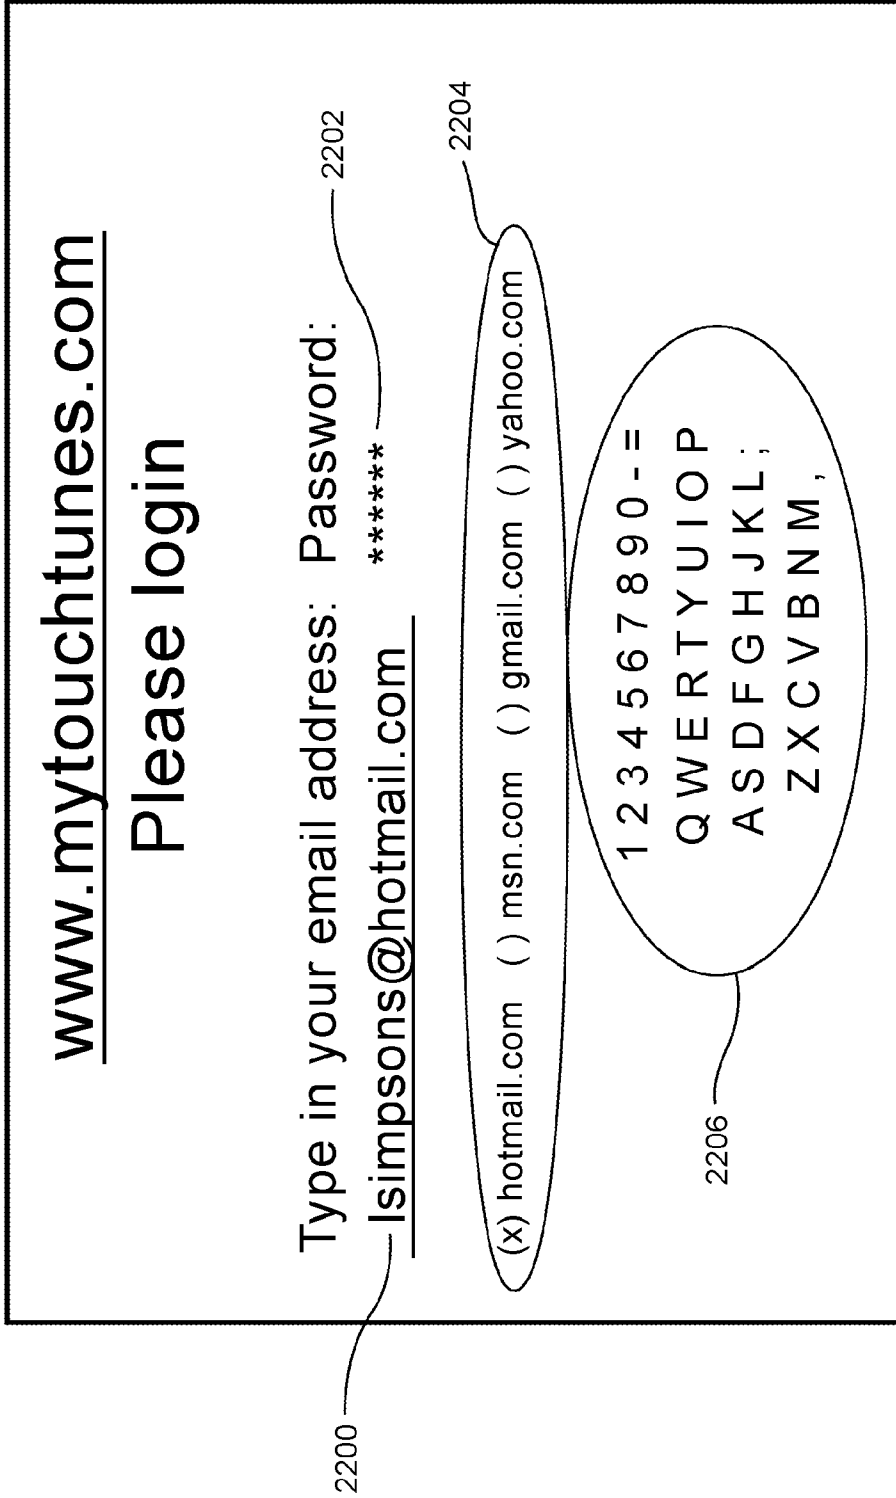 www.mytouchtunes.com
Please login
Type in your email address: Password:
lsimpsons@hotmail.com ******
(x) hotmail.com ( ) msn.com ( ) gmail.com ( ) yahoo.com
1 2 3 4 5 6 7 8 9 0 - =
Q W E R T Y U I O P
A S D F G H J K L ;
Z X C V B N M ,
2200
2202
2204
2206